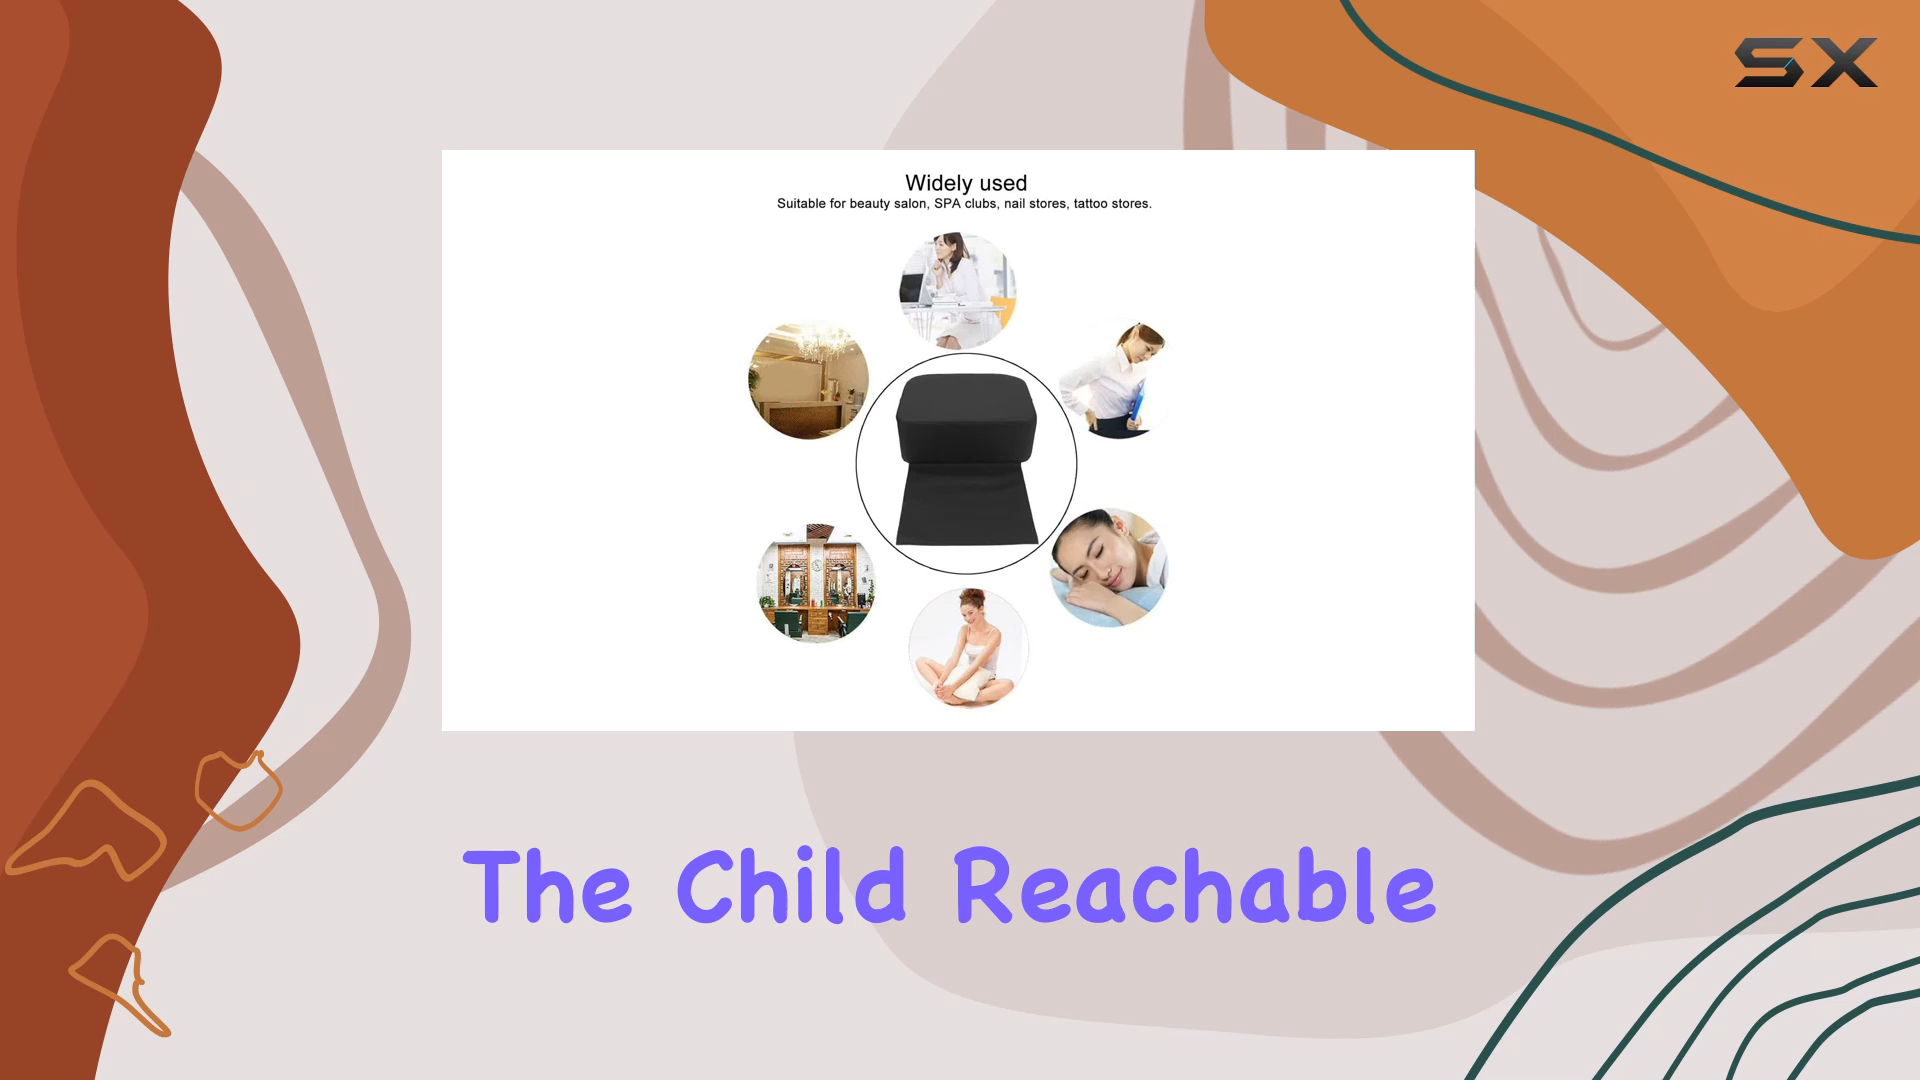 SX
Widely used
Suitable for beauty salon, SPA clubs, nail stores, tattoo stores.
The Child Reachable